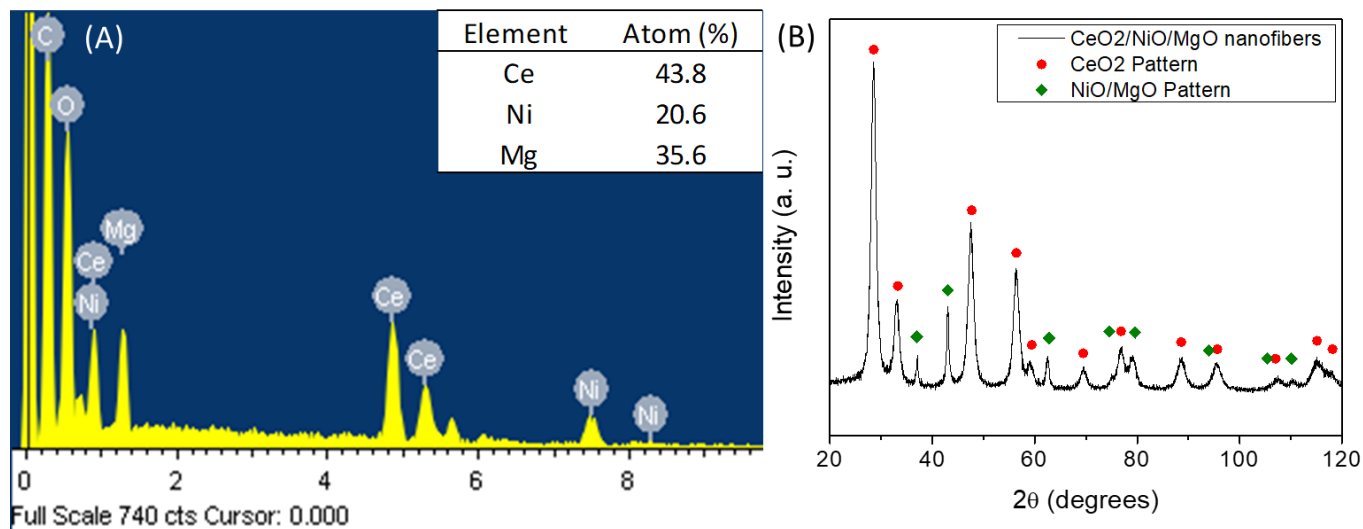 (A)
Element Atom (%)
Ce 43.8
Ni 20.6
Mg 35.6
C
O
Mg
Ce
Ni
Ce
Ce
Ni
Ni
0 2 4 6 8
Full Scale 740 cts Cursor: 0.000
(B)
CeO2/NiO/MgO nanofibers
CeO2 Pattern
NiO/MgO Pattern
Intensity (a. u.)
20 40 60 80 100 120
2θ (degrees)